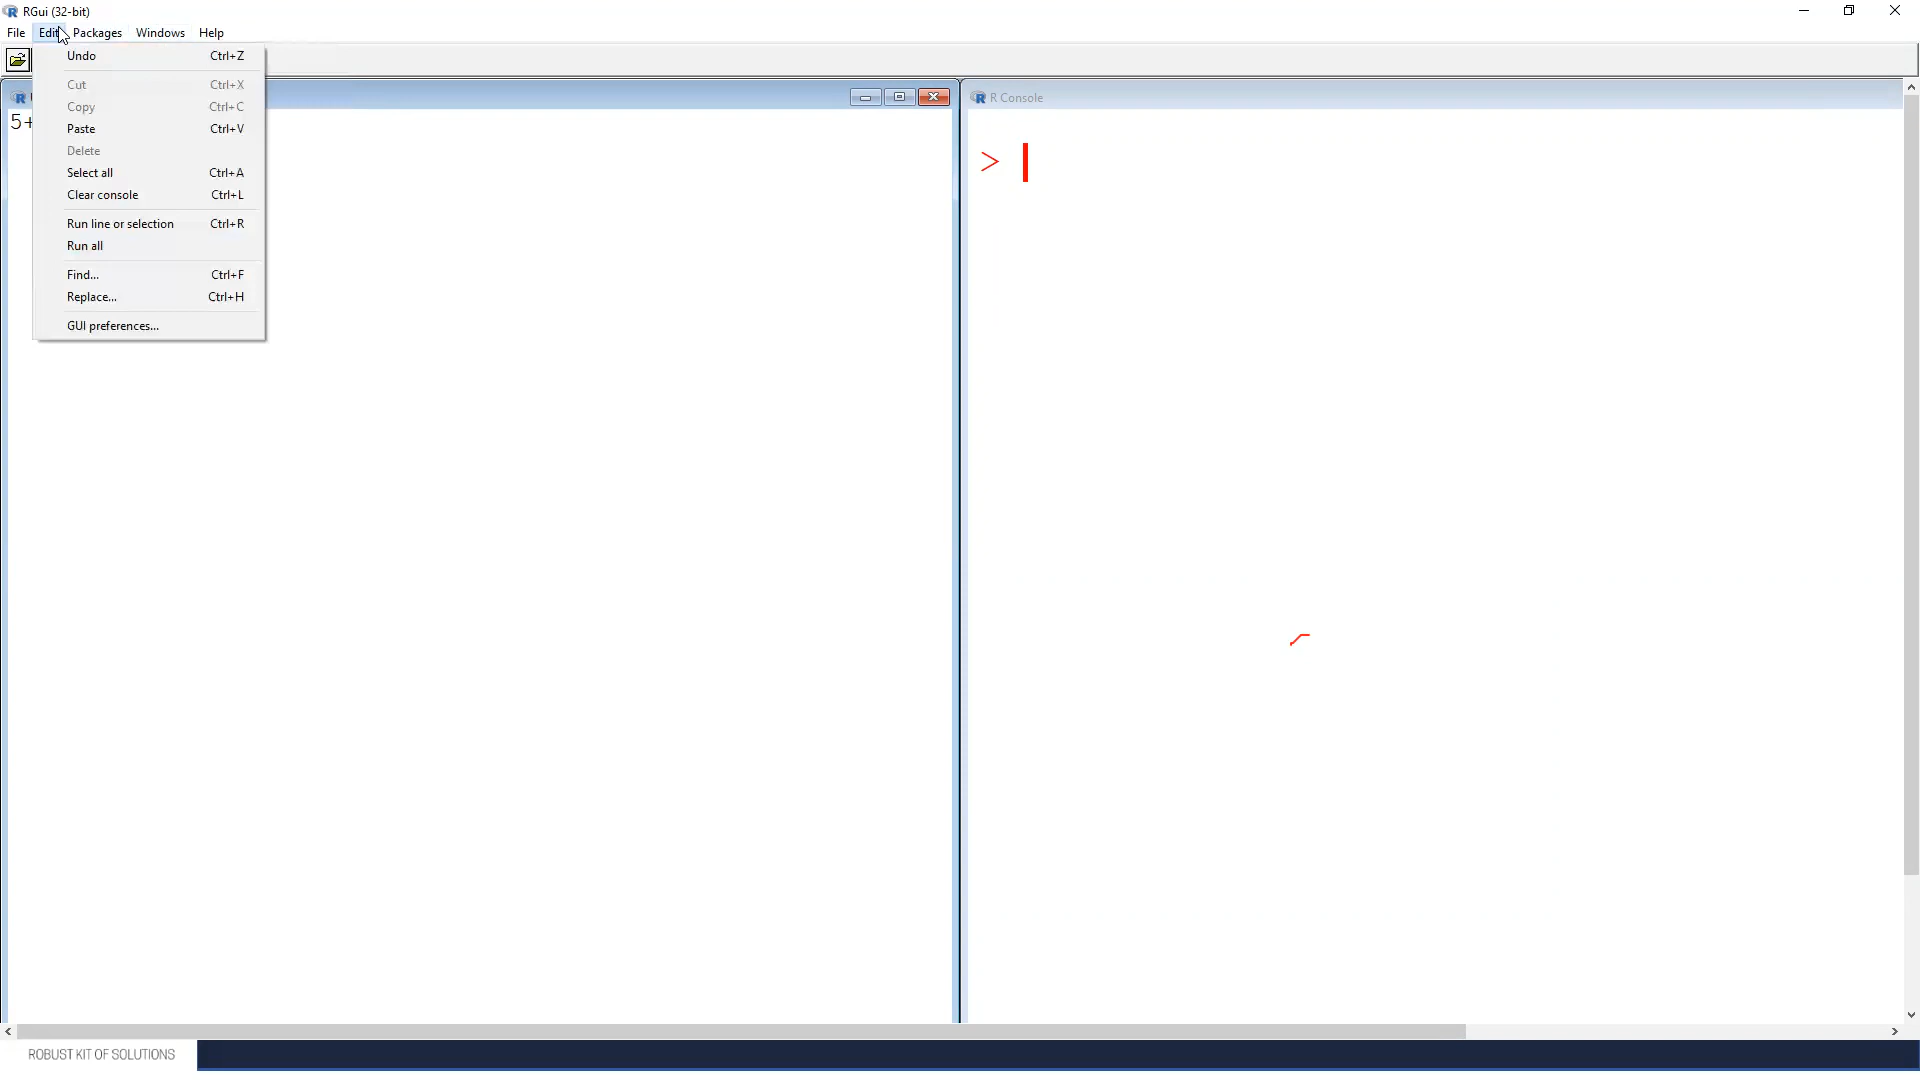 RGui (32-bit)
File Edit Packages Windows Help
Undo Ctrl+Z
Cut Ctrl+X
Copy Ctrl+C
Paste Ctrl+V
Delete
Select all Ctrl+A
Clear console Ctrl+L
Run line or selection Ctrl+R
Run all
Find... Ctrl+F
Replace... Ctrl+H
GUI preferences...
5+
R Console
>
ROBUST KIT OF SOLUTIONS